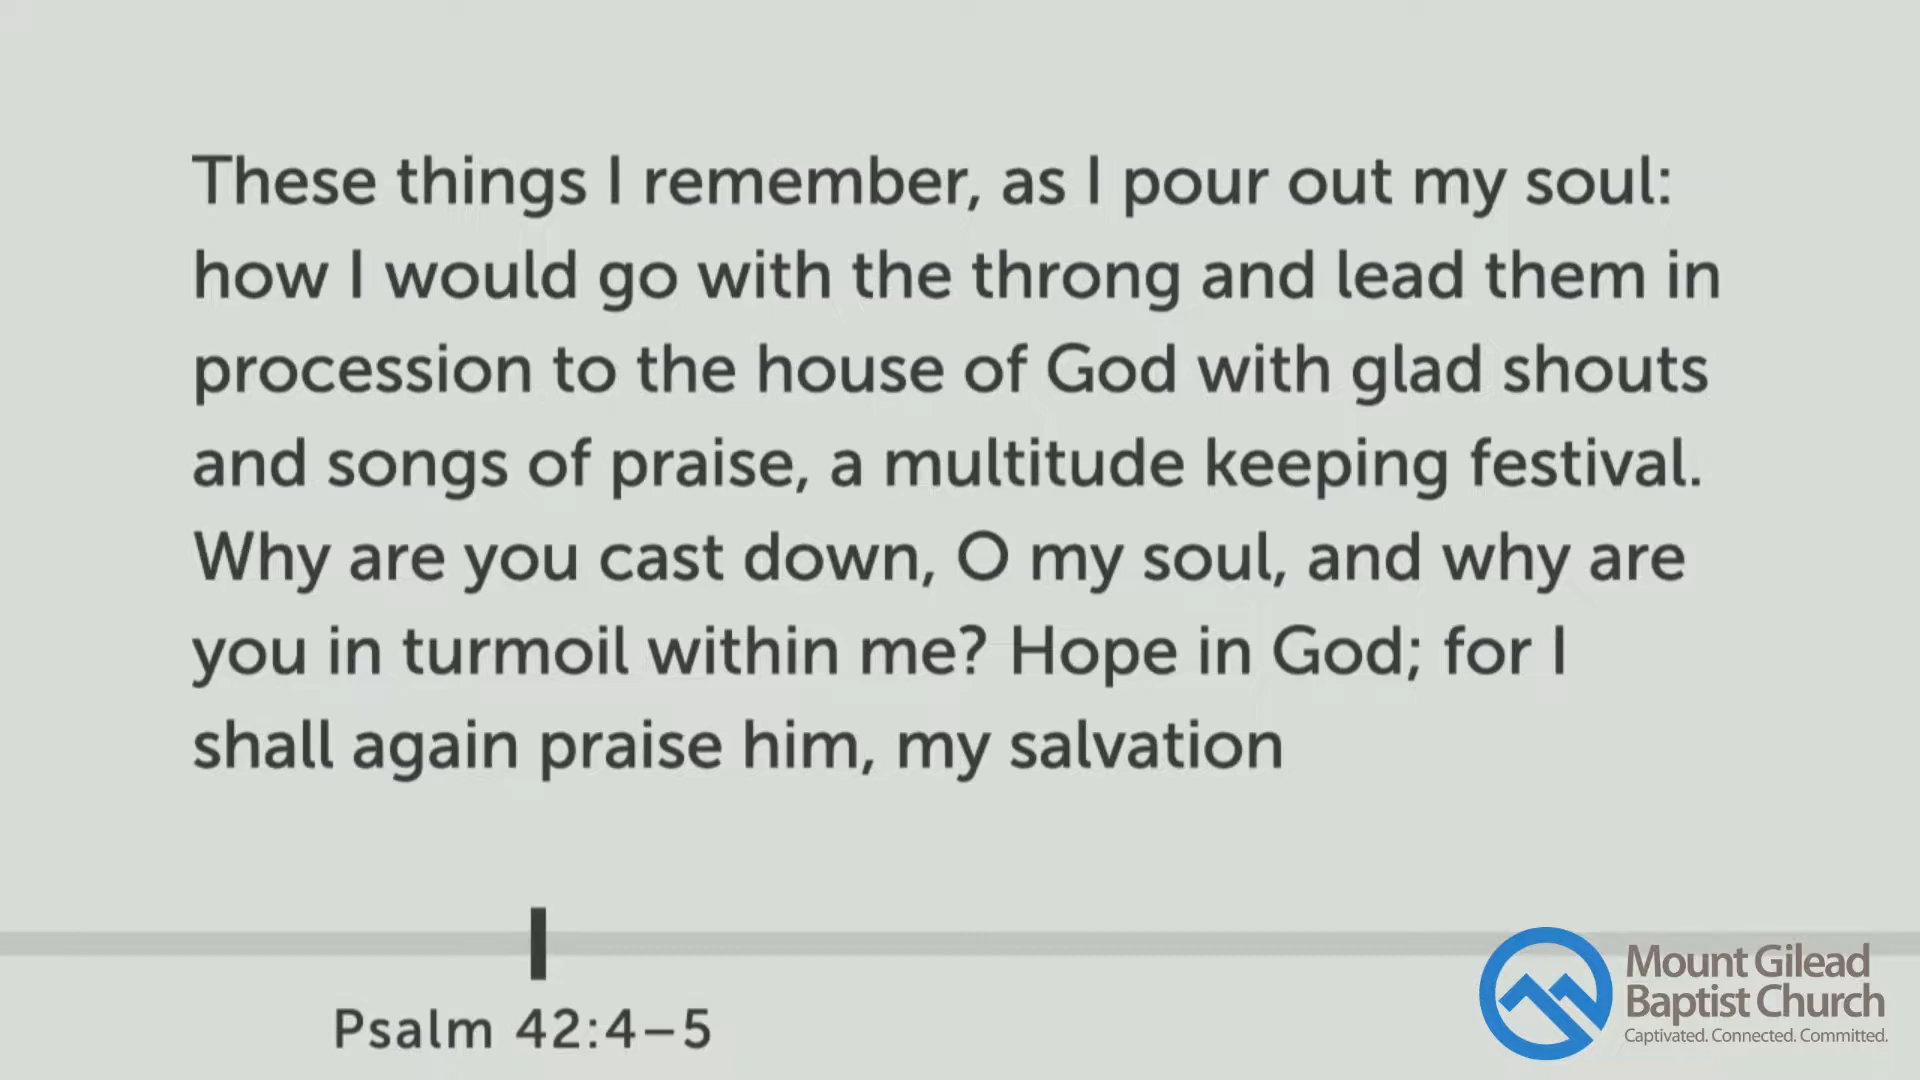 These things I remember, as I pour out my soul:
how I would go with the throng and lead them in
procession to the house of God with glad shouts
and songs of praise, a multitude keeping festival.
Why are you cast down, O my soul, and why are
you in turmoil within me? Hope in God; for I
shall again praise him, my salvation
Psalm 42:4–5
Mount Gilead
Baptist Church
Captivated. Connected. Committed.